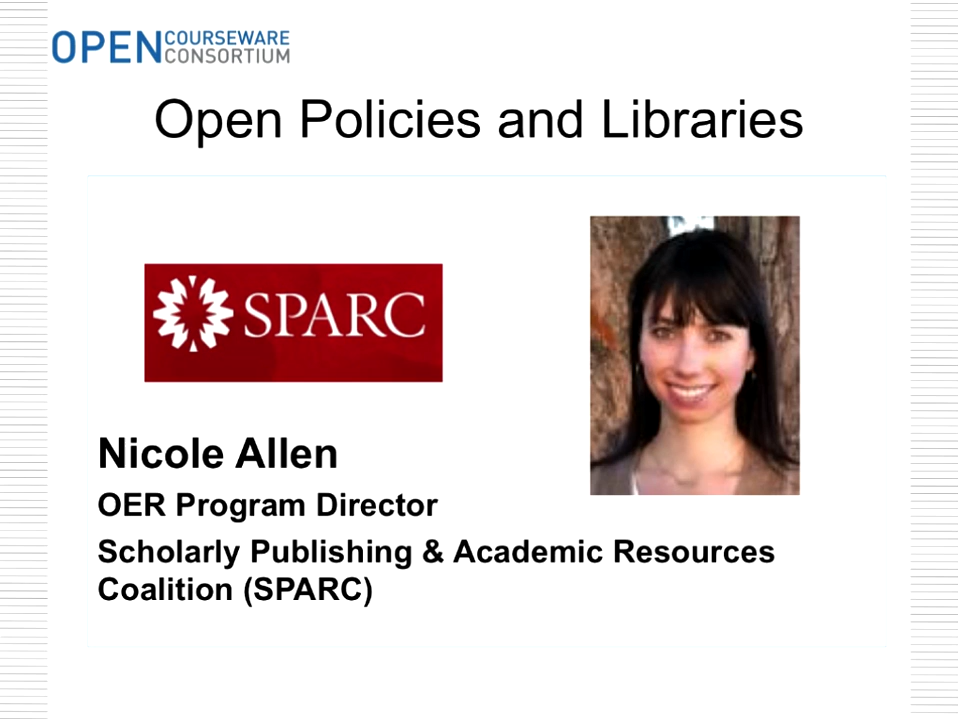 OPEN COURSEWARE
CONSORTIUM
Open Policies and Libraries
SPARC
Nicole Allen
OER Program Director
Scholarly Publishing & Academic Resources
Coalition (SPARC)